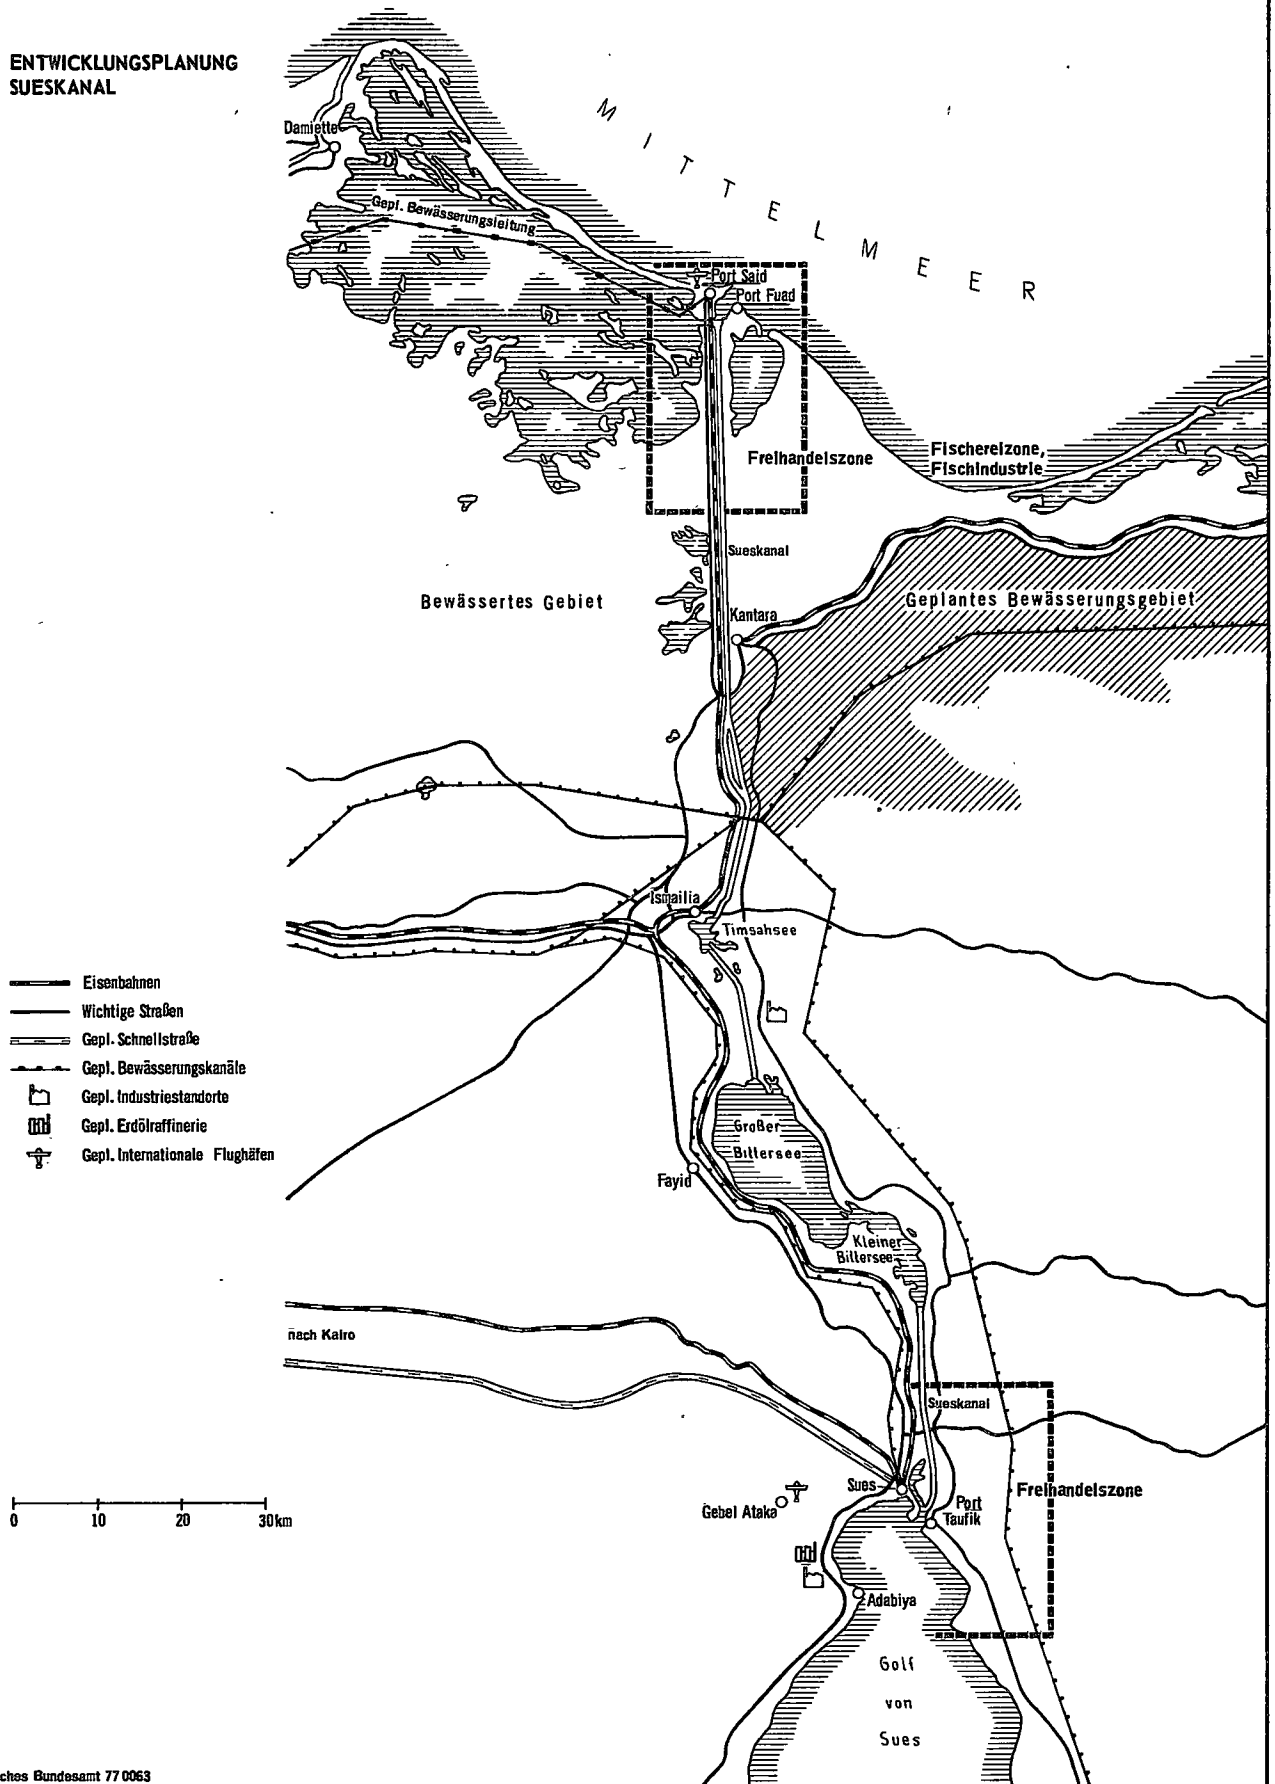 ENTWICKLUNGSPLANUNG
SUESKANAL
Damiette
MITTELMEER
Gepl. Bewässerungsleitung
Port Said
Port Fuad
Freihandelszone
Fischereizone,
Fischindustrie
Sueskanal
Bewässertes Gebiet
Geplantes Bewässerungsgebiet
Kantara
Ismailia
Timsahsee
Eisenbahnen
Wichtige Straßen
Gepl. Schnellstraße
Gepl. Bewässerungskanäle
Gepl. Industriestandorte
Gepl. Erdölraffinerie
Gepl. Internationale Flughäfen
Großer
Bittersee
Fayid
Kleiner
Bittersee
nach Kairo
Sueskanal
Sues
Freihandelszone
Gebel Ataka
Port
Taufik
0 10 20 30km
Adabiya
Golf
von
Sues
ches Bundesamt 77 0063